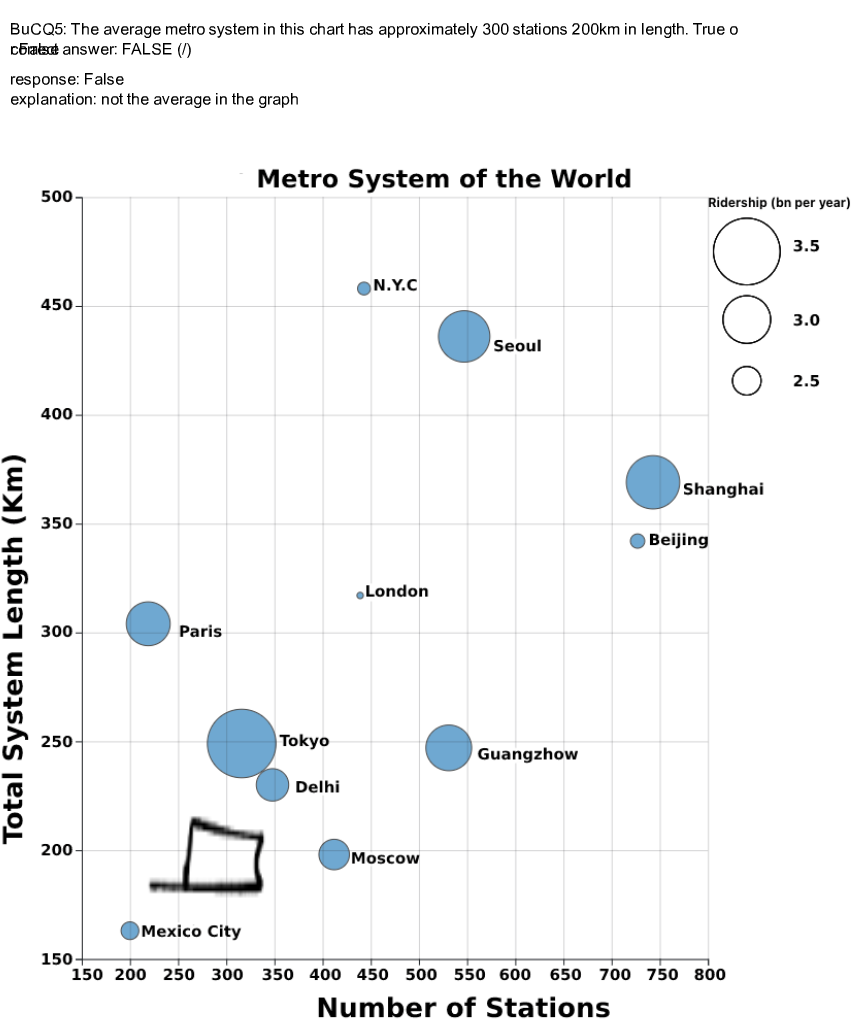 BuCQ5: The average metro system in this chart has approximately 300 stations 200km in length. True o
r False
correct answer: FALSE (/)
response: False
explanation: not the average in the graph
Metro System of the World
Ridership (bn per year)
3.5
3.0
2.5
500
450
400
350
300
250
200
150
N.Y.C
Seoul
Shanghai
Beijing
London
Paris
Tokyo
Guangzhow
Delhi
Moscow
Mexico City
150 200 250 300 350 400 450 500 550 600 650 700 750 800
Total System Length (Km)
Number of Stations